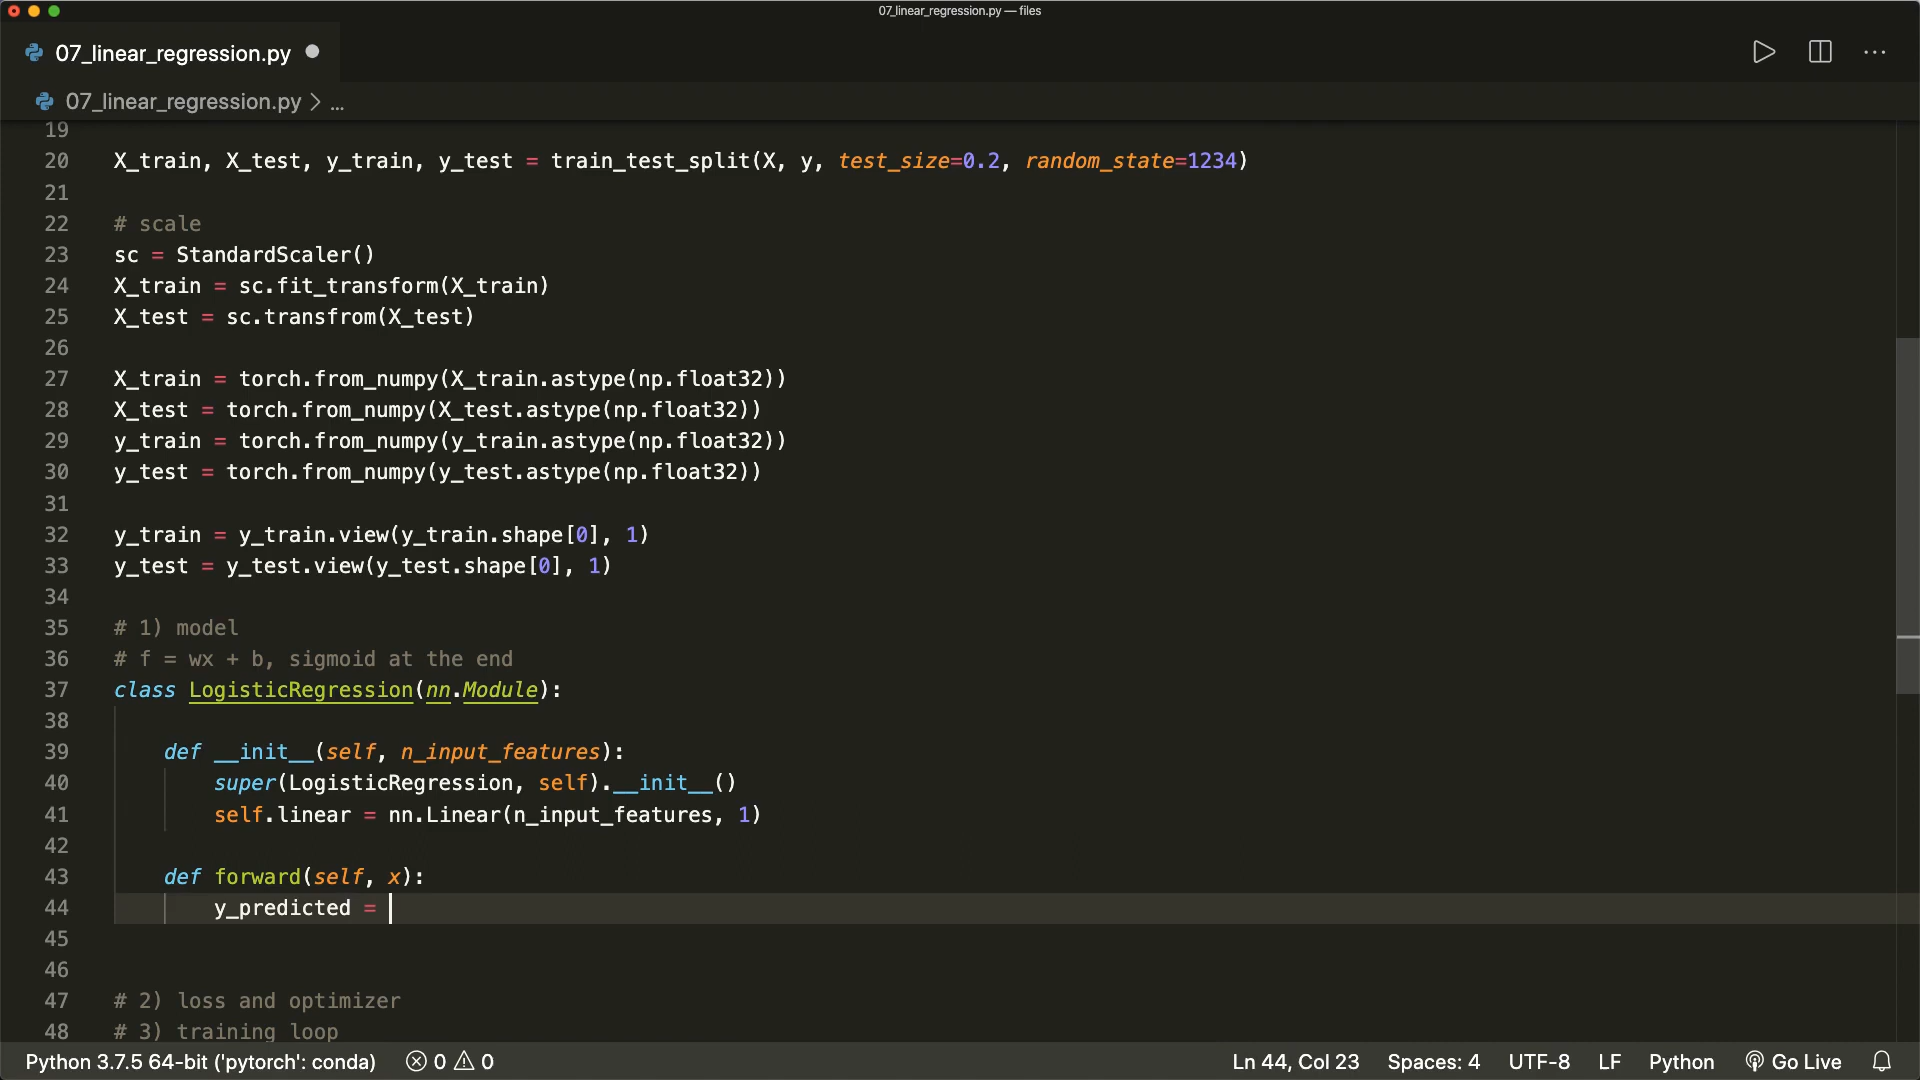 07_linear_regression.py — files
07_linear_regression.py
07_linear_regression.py > ...
19
20 X_train, X_test, y_train, y_test = train_test_split(X, y, test_size=0.2, random_state=1234)
21
22 # scale
23 sc = StandardScaler()
24 X_train = sc.fit_transform(X_train)
25 X_test = sc.transfrom(X_test)
26
27 X_train = torch.from_numpy(X_train.astype(np.float32))
28 X_test = torch.from_numpy(X_test.astype(np.float32))
29 y_train = torch.from_numpy(y_train.astype(np.float32))
30 y_test = torch.from_numpy(y_test.astype(np.float32))
31
32 y_train = y_train.view(y_train.shape[0], 1)
33 y_test = y_test.view(y_test.shape[0], 1)
34
35 # 1) model
36 # f = wx + b, sigmoid at the end
37 class LogisticRegression(nn.Module):
38
39     def __init__(self, n_input_features):
40         super(LogisticRegression, self).__init__()
41         self.linear = nn.Linear(n_input_features, 1)
42
43     def forward(self, x):
44         y_predicted =
45
46
47 # 2) loss and optimizer
48 # 3) training loop
Python 3.7.5 64-bit ('pytorch': conda) 0 0 Ln 44, Col 23 Spaces: 4 UTF-8 LF Python Go Live